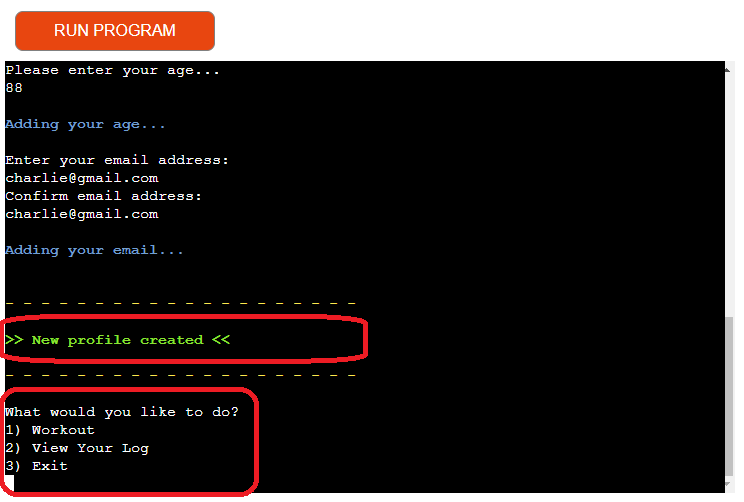 RUN PROGRAM
Please enter your age...
88
Adding your age...
Enter your email address:
charlie@gmail.com
Confirm email address:
charlie@gmail.com
Adding your email...
- - - - - - - - - - - - - - - - - - - -
>> New profile created <<
- - - - - - - - - - - - - - - - - - - -
What would you like to do?
1) Workout
2) View Your Log
3) Exit